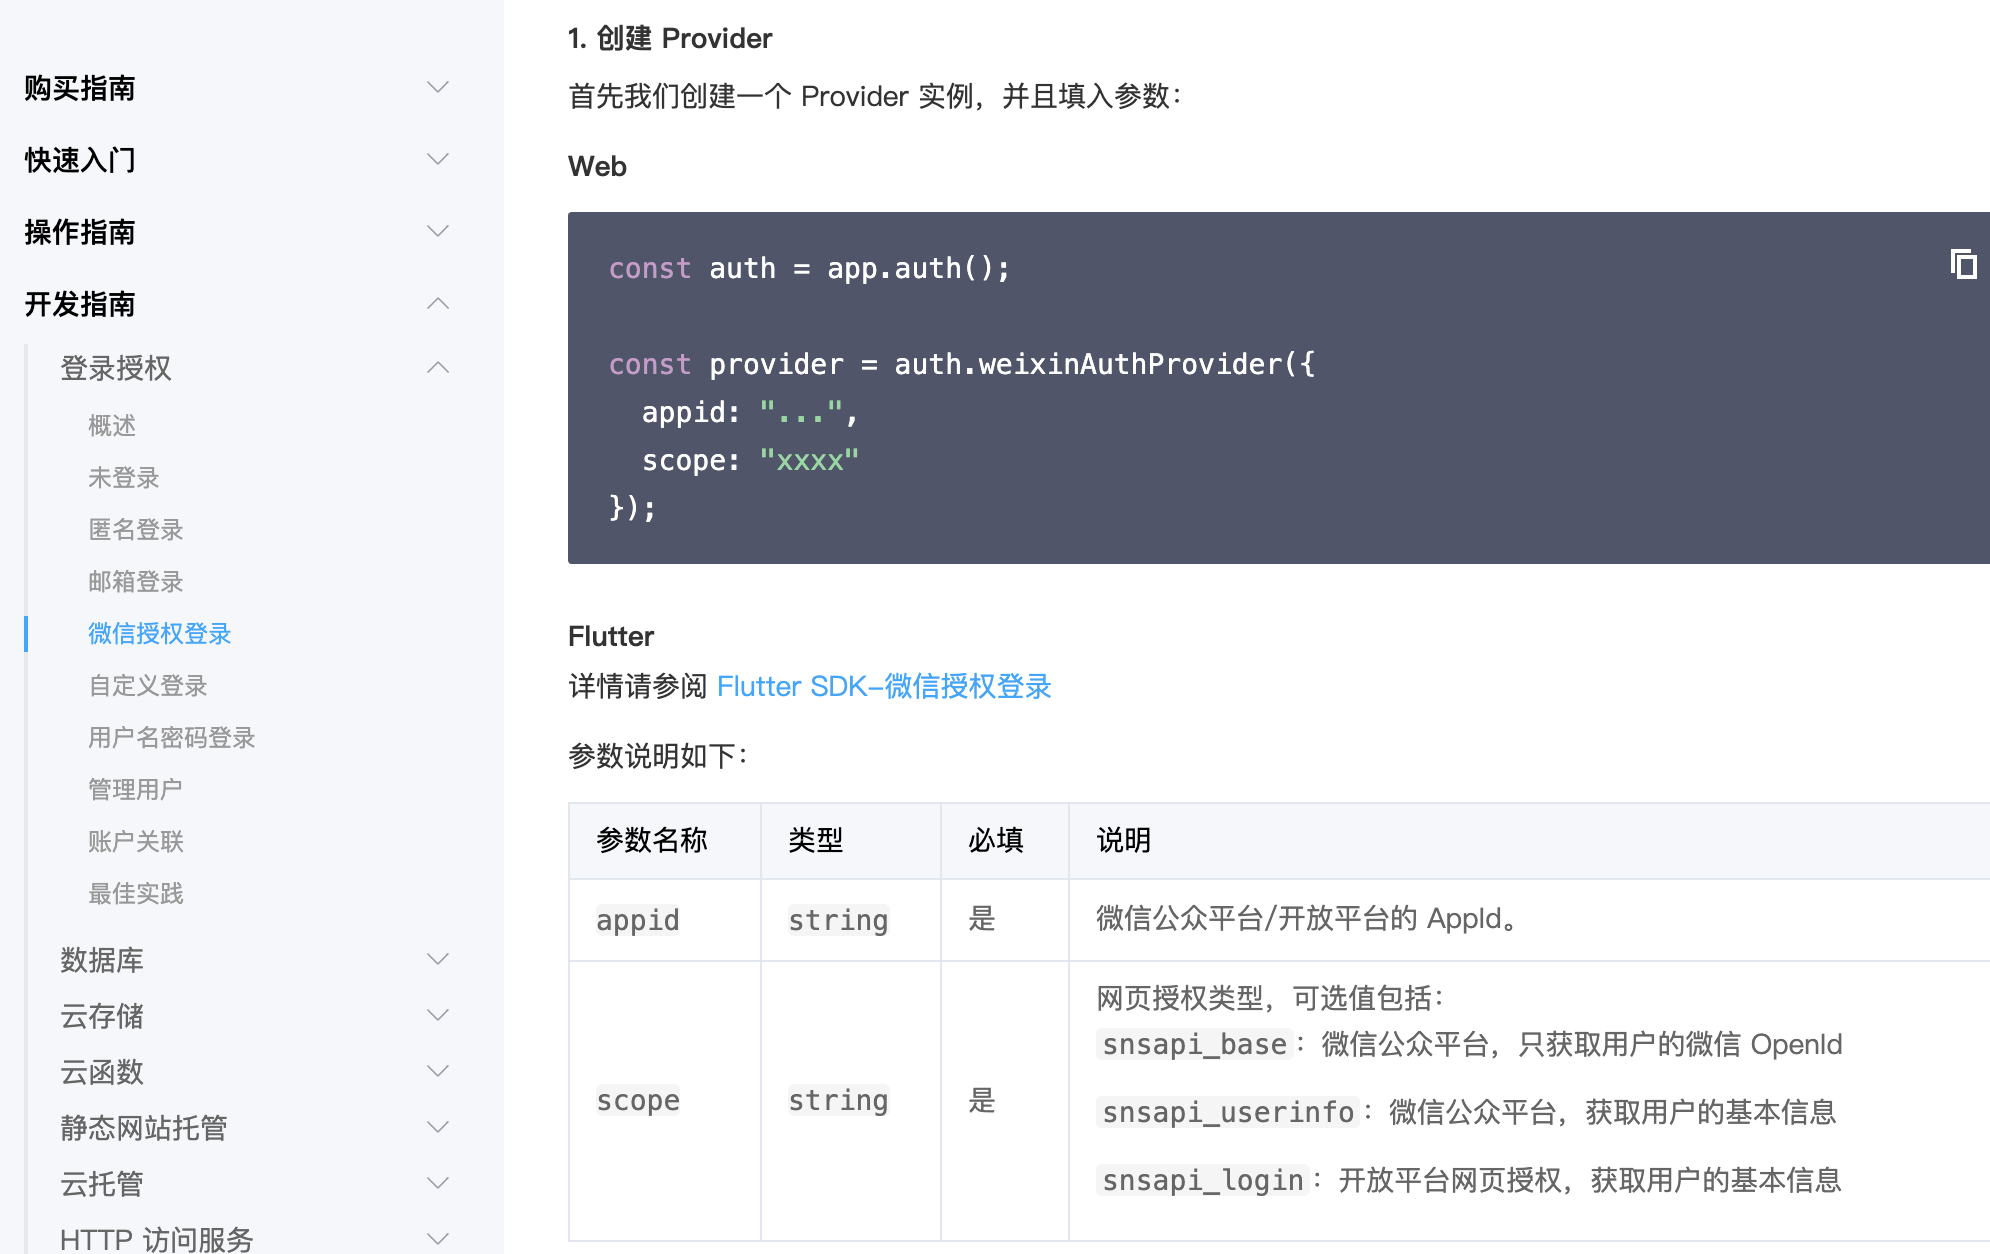 购买指南
快速入门
操作指南
开发指南
登录授权
概述
未登录
匿名登录
邮箱登录
微信授权登录
自定义登录
用户名密码登录
管理用户
账户关联
最佳实践
数据库
云存储
云函数
静态网站托管
云托管
HTTP 访问服务
1. 创建 Provider
首先我们创建一个 Provider 实例，并且填入参数：
Web
const auth = app.auth();
const provider = auth.weixinAuthProvider({
  appid: "...",
  scope: "xxxx"
});
Flutter
详情请参阅 Flutter SDK-微信授权登录
参数说明如下：
参数名称 类型 必填 说明
appid string 是 微信公众平台/开放平台的 AppId。
scope string 是 网页授权类型，可选值包括：
snsapi_base：微信公众平台，只获取用户的微信 OpenId
snsapi_userinfo：微信公众平台，获取用户的基本信息
snsapi_login：开放平台网页授权，获取用户的基本信息